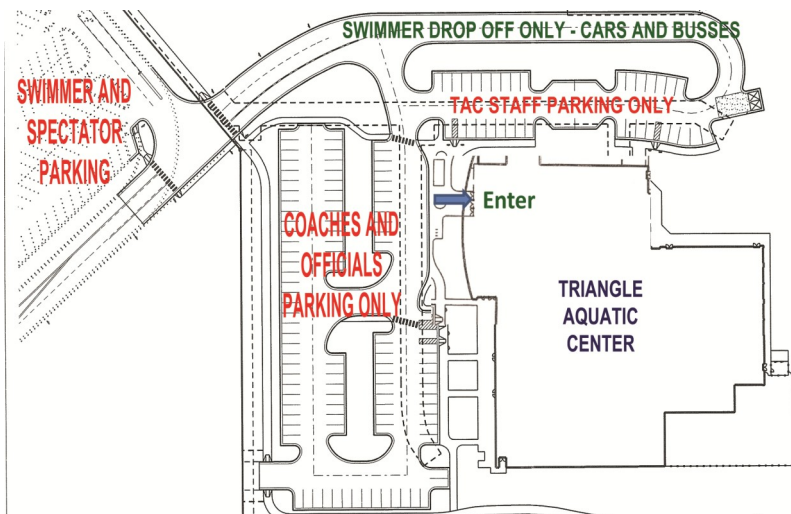 SWIMMER DROP OFF ONLY - CARS AND BUSSES
SWIMMER AND
SPECTATOR
PARKING
TAC STAFF PARKING ONLY
Enter
COACHES AND
OFFICIALS
PARKING ONLY
TRIANGLE
AQUATIC
CENTER